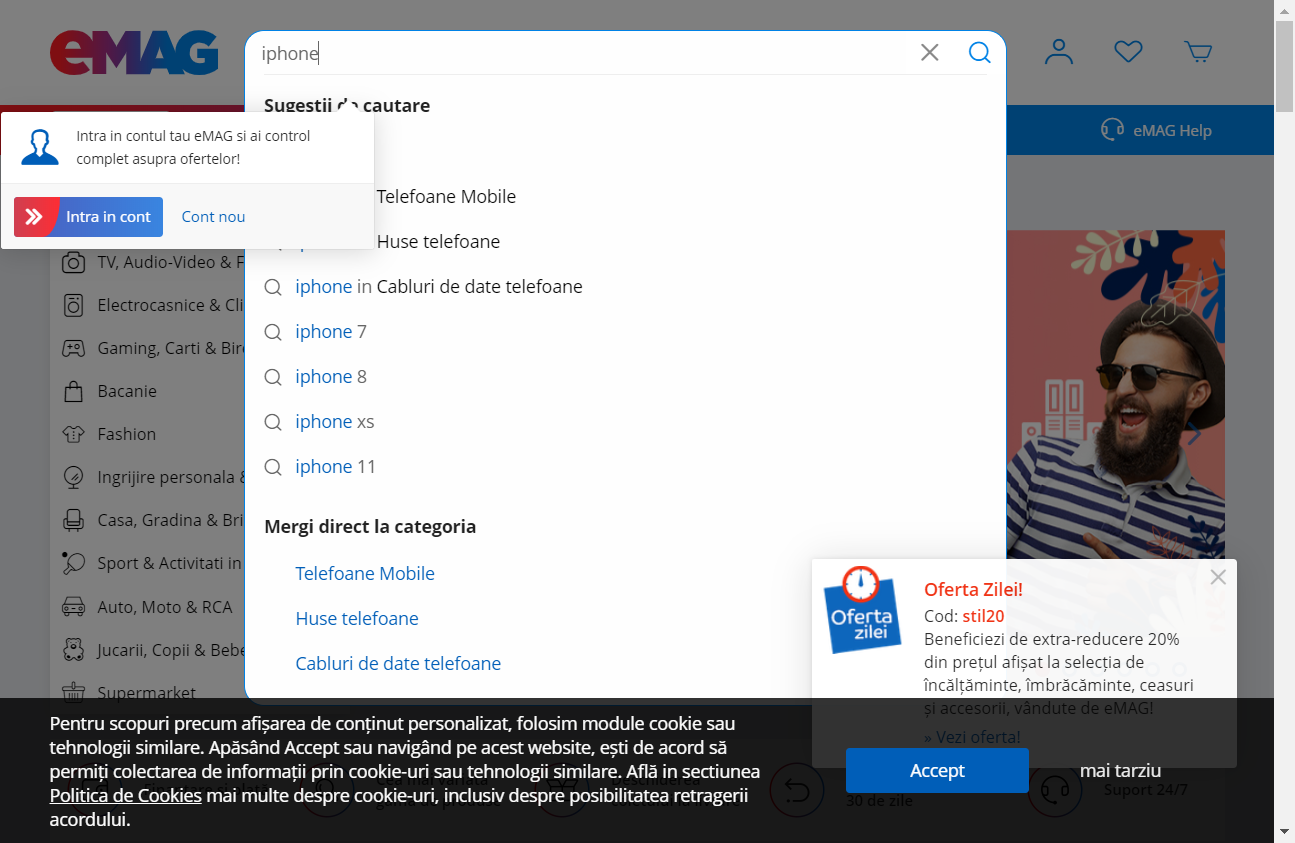 eMAG
iphone
Sugestii de cautare
eMAG Help
Intra in contul tau eMAG si ai control
complet asupra ofertelor!
Intra in cont
Cont nou
Telefoane Mobile
Huse telefoane
iphone in Cabluri de date telefoane
iphone 7
iphone 8
iphone xs
iphone 11
Mergi direct la categoria
Telefoane Mobile
Huse telefoane
Cabluri de date telefoane
TV, Audio-Video & F
Electrocasnice & Cli
Gaming, Carti & Bir
Bacanie
Fashion
Ingrijire personala &
Casa, Gradina & Bri
Sport & Activitati in
Auto, Moto & RCA
Jucarii, Copii & Bebe
Supermarket
Oferta
zilei
Oferta Zilei!
Cod: stil20
Beneficiezi de extra-reducere 20%
din prețul afișat la selecția de
încălțăminte, îmbrăcăminte, ceasuri
și accesorii, vândute de eMAG!
» Vezi oferta!
Pentru scopuri precum afișarea de conținut personalizat, folosim module cookie sau
tehnologii similare. Apăsând Accept sau navigând pe acest website, ești de acord să
permiți colectarea de informații prin cookie-uri sau tehnologii similare. Află in sectiunea
Politica de Cookies mai multe despre cookie-uri, inclusiv despre posibilitatea retragerii
acordului.
Accept
mai tarziu
30 de zile
Suport 24/7